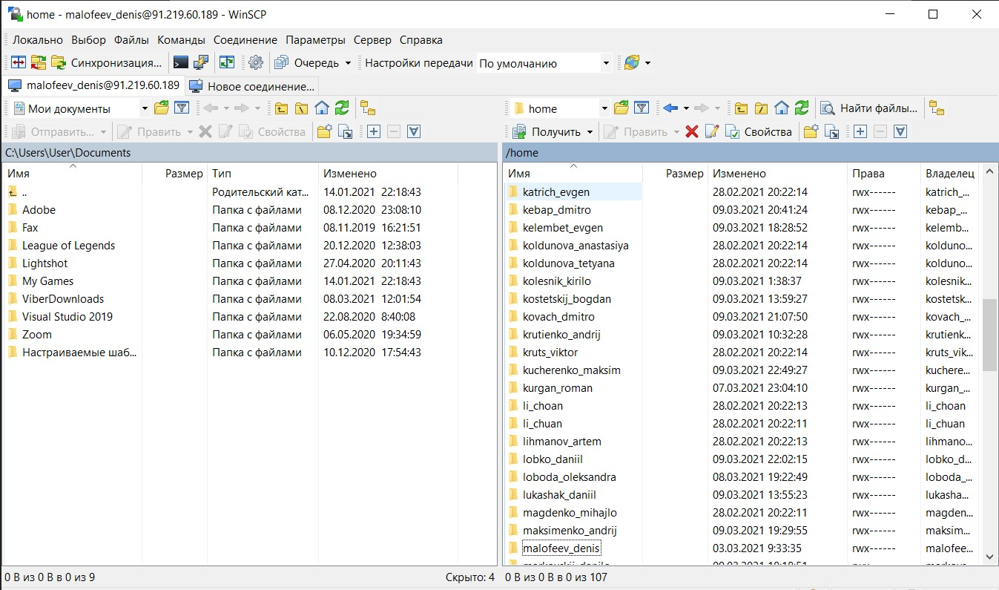 home - malofeev_denis@91.219.60.189 - WinSCP
Локально Выбор Файлы Команды Соединение Параметры Сервер Справка
Синхронизация... Очередь Настройки передачи По умолчанию
malofeev_denis@91.219.60.189 Новое соединение...
Мои документы home Найти файлы...
Отправить... Править Свойства Получить Править Свойства
C:\Users\User\Documents
Имя Размер Тип Изменено
.. Родительский кат... 14.01.2021 22:18:43
Adobe Папка с файлами 08.12.2020 23:08:10
Fax Папка с файлами 08.11.2019 16:21:51
League of Legends Папка с файлами 20.12.2020 12:38:03
Lightshot Папка с файлами 27.04.2020 20:11:43
My Games Папка с файлами 14.01.2021 22:18:43
ViberDownloads Папка с файлами 08.03.2021 12:01:54
Visual Studio 2019 Папка с файлами 22.08.2020 8:40:08
Zoom Папка с файлами 06.05.2020 19:34:59
Настраиваемые шаб... Папка с файлами 10.12.2020 17:54:43
0 B из 0 B в 0 из 9 Скрыто: 4
/home
Имя Размер Изменено Права Владелец
katrich_evgen 28.02.2021 20:22:14 rwx------ katrich_...
kebap_dmitro 09.03.2021 20:41:24 rwx------ kebap_...
kelembet_evgen 09.03.2021 18:28:52 rwx------ kelemb...
koldunova_anastasiya 28.02.2021 20:22:14 rwx------ kolduno...
koldunova_tetyana 28.02.2021 20:22:14 rwx------ kolduno...
kolesnik_kirilo 09.03.2021 1:38:37 rwx------ kolesnik...
kostetskij_bogdan 09.03.2021 13:59:27 rwx------ kostetsk...
kovach_dmitro 09.03.2021 21:07:50 rwx------ kovach_...
krutienko_andrij 09.03.2021 10:32:28 rwx------ krutienk...
kruts_viktor 28.02.2021 20:22:14 rwx------ kruts_vik...
kucherenko_maksim 09.03.2021 22:49:27 rwx------ kuchere...
kurgan_roman 07.03.2021 23:04:10 rwx------ kurgan_...
li_choan 28.02.2021 20:22:13 rwx------ li_choan
li_chuan 28.02.2021 20:22:11 rwx------ li_chuan
lihmanov_artem 28.02.2021 20:22:13 rwx------ lihmano...
lobko_daniil 09.03.2021 22:02:15 rwx------ lobko_d...
loboda_oleksandra 08.03.2021 19:22:49 rwx------ loboda_...
lukashak_daniil 09.03.2021 13:55:23 rwx------ lukasha...
magdenko_mihajlo 28.02.2021 20:22:11 rwx------ magden...
maksimenko_andrij 09.03.2021 19:29:55 rwx------ maksim...
malofeev_denis 03.03.2021 9:33:35 rwx------ malofee...
0 B из 0 B в 0 из 107